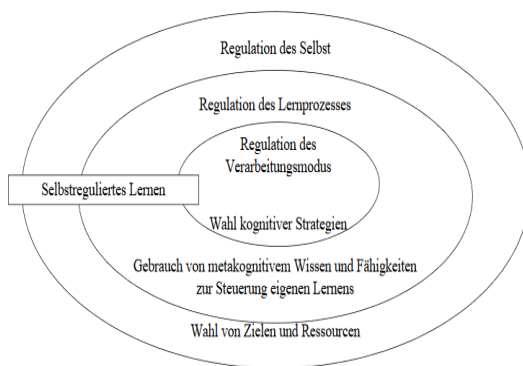 Regulation des Selbst
Regulation des Lernprozesses
Regulation des
Verarbeitungsmodus
Selbstreguliertes Lernen
Wahl kognitiver Strategien
Gebrauch von metakognitivem Wissen und Fähigkeiten
zur Steuerung eigenen Lernens
Wahl von Zielen und Ressourcen